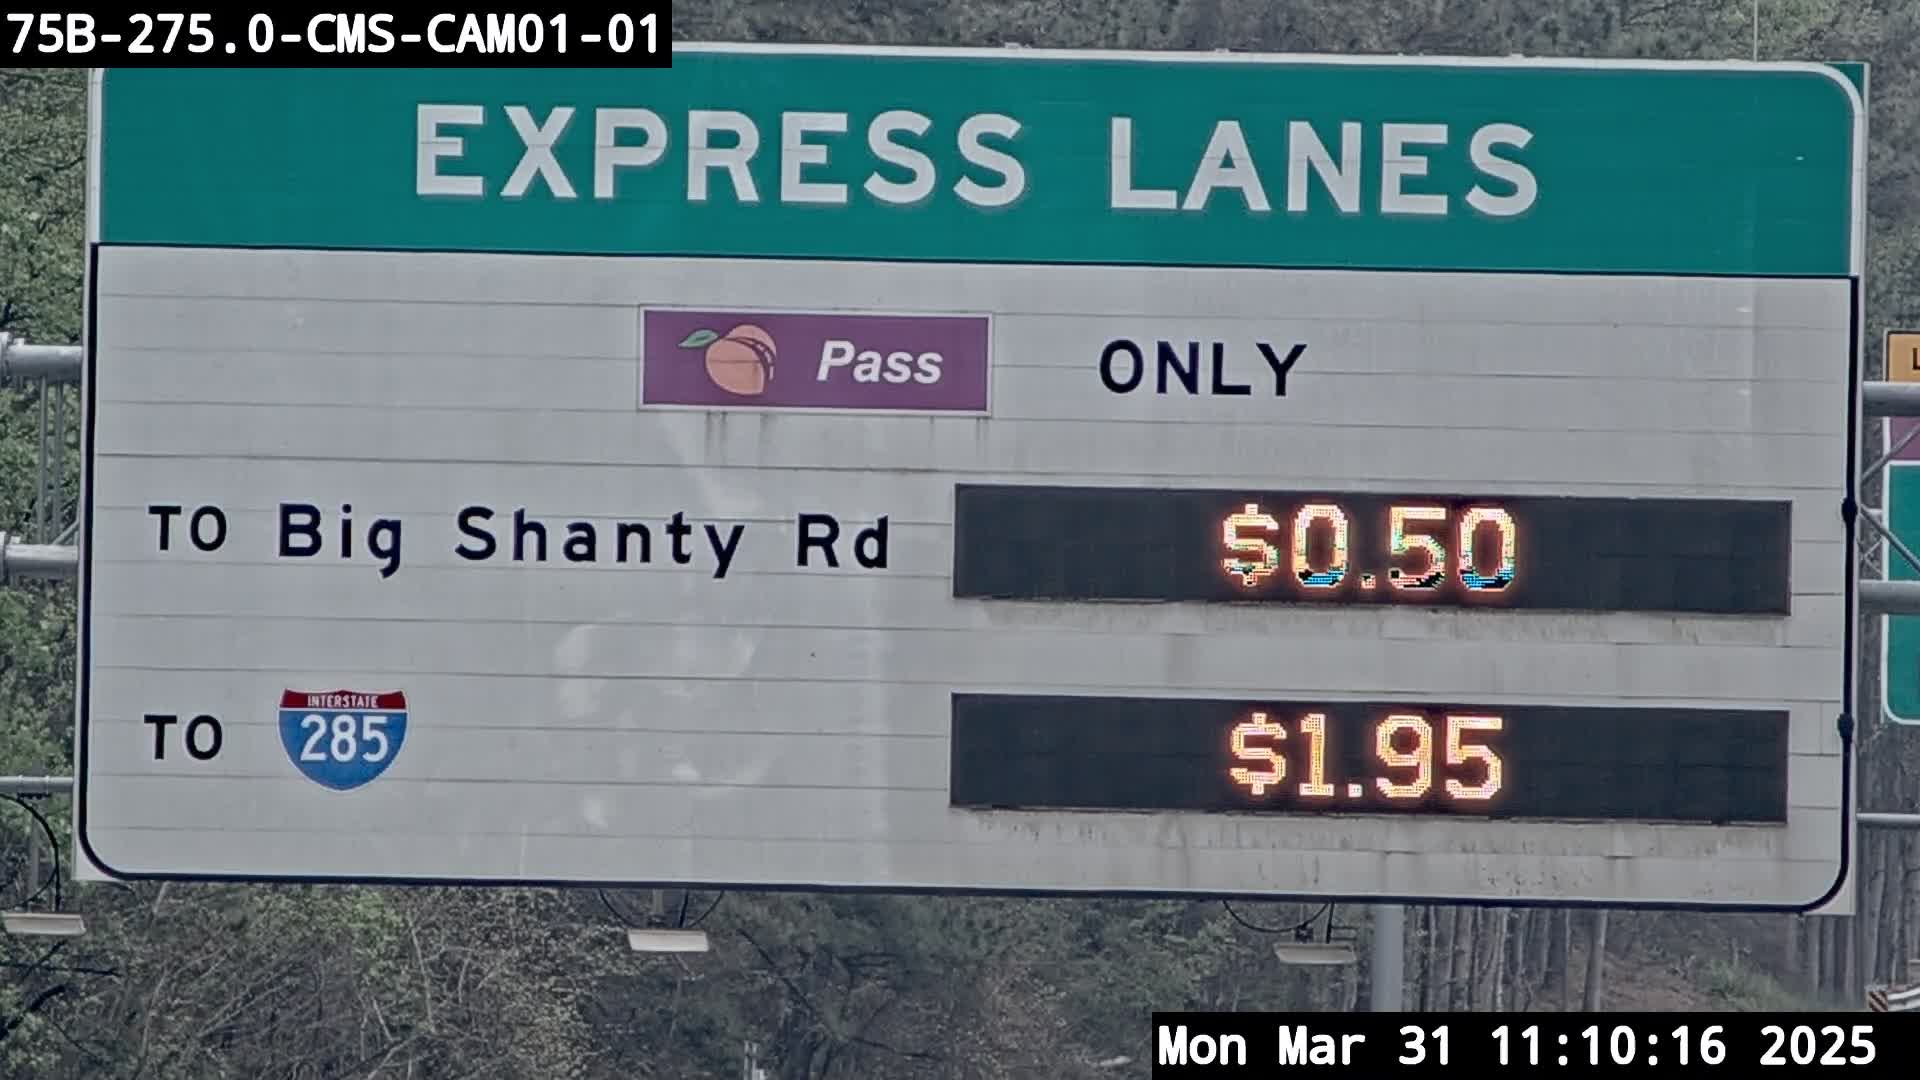 75B-275.0-CMS-CAM01-01
EXPRESS LANES
Pass ONLY
TO Big Shanty Rd $0.50
INTERSTATE
TO 285 $1.95
Mon Mar 31 11:10:16 2025